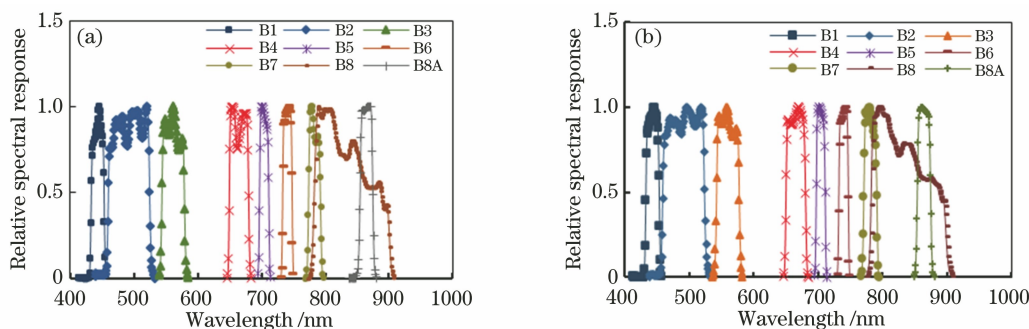 (a)
B1 B2 B3
B4 B5 B6
B7 B8 B8A
Relative spectral response
1.5
1.0
0.5
0
400 500 600 700 800 900 1000
Wavelength /nm
(b)
B1 B2 B3
B4 B5 B6
B7 B8 B8A
Relative spectral response
1.5
1.0
0.5
0
400 500 600 700 800 900 1000
Wavelength /nm